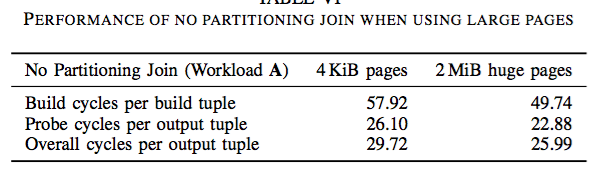 TABLE VI
PERFORMANCE OF NO PARTITIONING JOIN WHEN USING LARGE PAGES
No Partitioning Join (Workload A) 4 KiB pages 2 MiB huge pages
Build cycles per build tuple 57.92 49.74
Probe cycles per output tuple 26.10 22.88
Overall cycles per output tuple 29.72 25.99